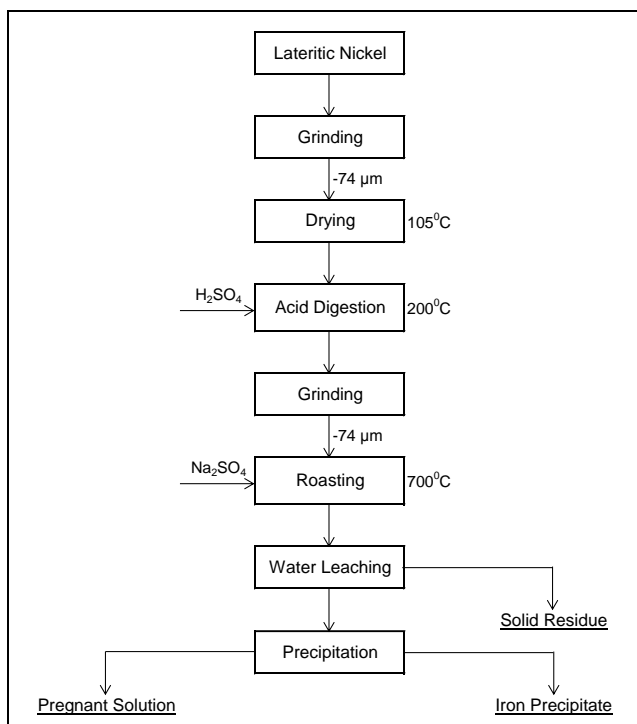 Lateritic Nickel
Grinding
-74 µm
Drying
105⁰C
H₂SO₄
Acid Digestion
200⁰C
Grinding
-74 µm
Na₂SO₄
Roasting
700⁰C
Water Leaching
Solid Residue
Precipitation
Pregnant Solution
Iron Precipitate